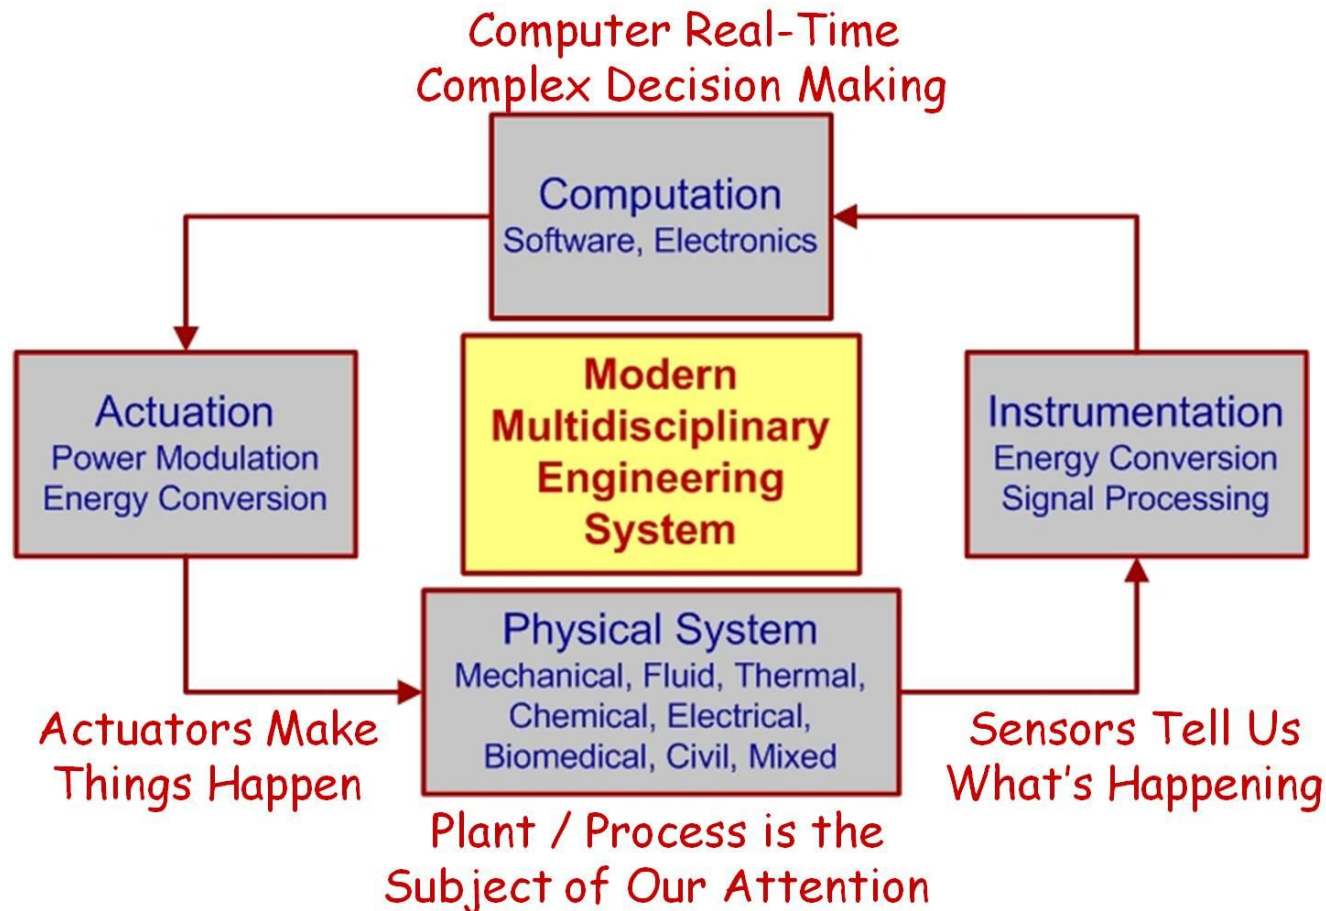 Computer Real-Time
Complex Decision Making
Computation
Software, Electronics
Actuation
Power Modulation
Energy Conversion
Modern
Multidisciplinary
Engineering
System
Instrumentation
Energy Conversion
Signal Processing
Physical System
Mechanical, Fluid, Thermal,
Chemical, Electrical,
Biomedical, Civil, Mixed
Actuators Make
Things Happen
Sensors Tell Us
What's Happening
Plant / Process is the
Subject of Our Attention